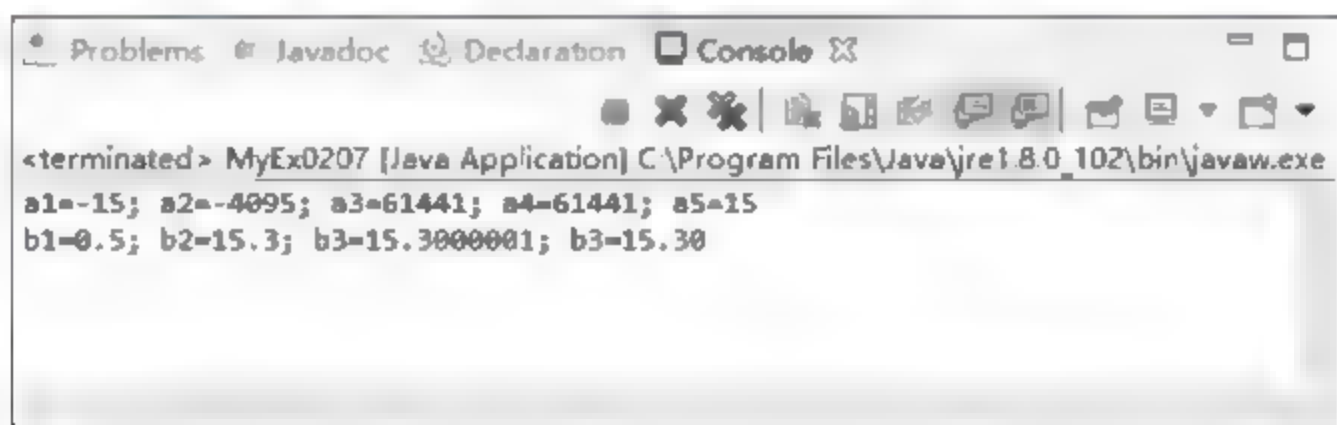 Problems Javadoc Declaration Console
<terminated> MyEx0207 [Java Application] C:\Program Files\Java\jre1.8.0_102\bin\javaw.exe
a1=-15; a2=-4095; a3=61441; a4=61441; a5=15
b1=0.5; b2=15.3; b3=15.3000001; b3=15.30